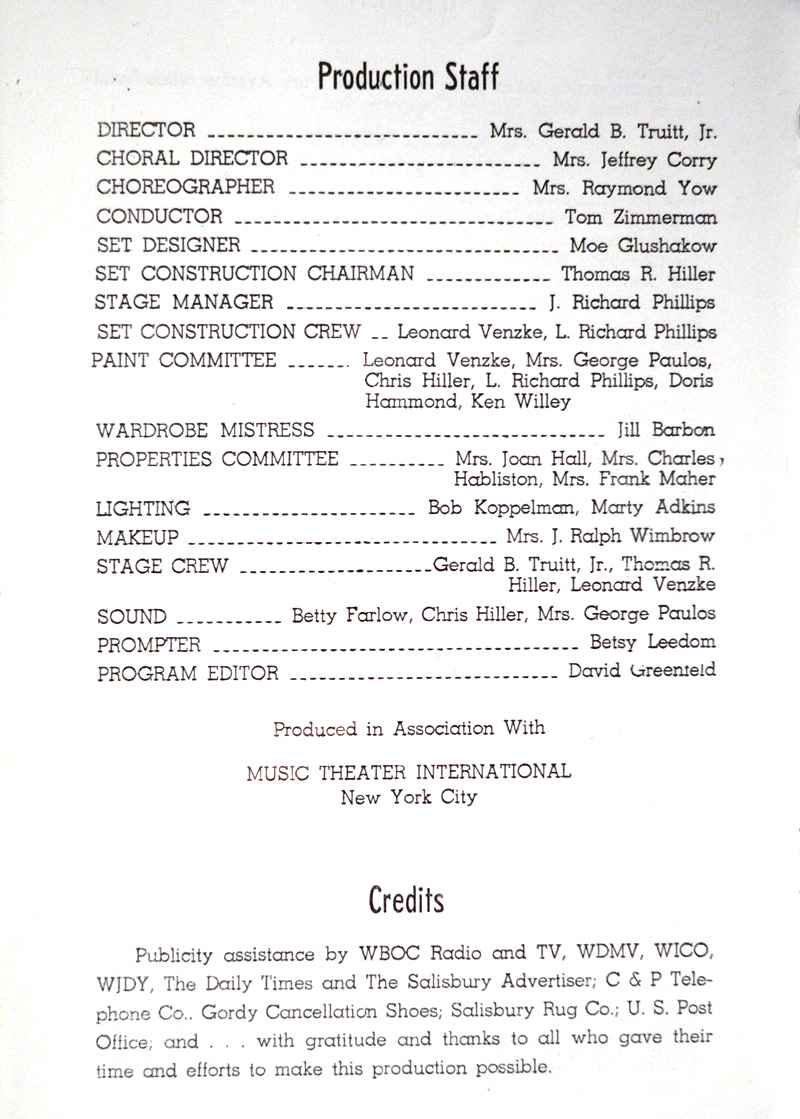 Production Staff
DIRECTOR ---------------------------- Mrs. Gerald B. Truitt, Jr.
CHORAL DIRECTOR ------------------------- Mrs. Jeffrey Corry
CHOREOGRAPHER ------------------------ Mrs. Raymond Yow
CONDUCTOR --------------------------------- Tom Zimmerman
SET DESIGNER -------------------------------- Moe Glushakow
SET CONSTRUCTION CHAIRMAN ------------- Thomas R. Hiller
STAGE MANAGER -------------------------- J. Richard Phillips
SET CONSTRUCTION CREW -- Leonard Venzke, L. Richard Phillips
PAINT COMMITTEE ------. Leonard Venzke, Mrs. George Paulos,
Chris Hiller, L. Richard Phillips, Doris
Hammond, Ken Willey
WARDROBE MISTRESS ----------------------------- Jill Barbon
PROPERTIES COMMITTEE ---------- Mrs. Joan Hall, Mrs. Charles,
Habliston, Mrs. Frank Maher
LIGHTING ---------------------- Bob Koppelman, Marty Adkins
MAKEUP -------------------------------- Mrs. J. Ralph Wimbrow
STAGE CREW --------------------Gerald B. Truitt, Jr., Thomas R.
Hiller, Leonard Venzke
SOUND ----------- Betty Farlow, Chris Hiller, Mrs. George Paulos
PROMPTER -------------------------------------- Betsy Leedom
PROGRAM EDITOR ---------------------------- David Greenfeld
Produced in Association With
MUSIC THEATER INTERNATIONAL
New York City
Credits
Publicity assistance by WBOC Radio and TV, WDMV, WICO,
WJDY, The Daily Times and The Salisbury Advertiser; C & P Tele-
phone Co.. Gordy Cancellation Shoes; Salisbury Rug Co.; U. S. Post
Office; and . . . with gratitude and thanks to all who gave their
time and efforts to make this production possible.